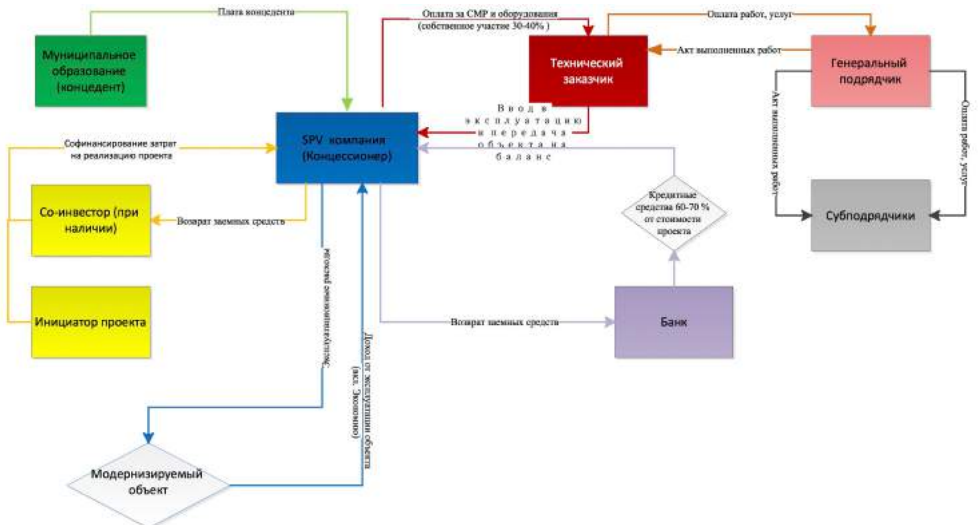 Плата концедента
Муниципальное
образование
(концедент)
Оплата за СМР и оборудования
(собственное участие 30-40% )
Технический
заказчик
Оплата работ, услуг
Акт выполненных работ
Генеральный
подрядчик
Акт выполненных
работ
Оплата работ, услуг
Субподрядчики
Ввод в
эксплуатацию
и передача
объекта на
баланс
SPV компания
(Концессионер)
Софинансирование затрат
на реализацию проекта
Со-инвестор (при
наличии)
Возврат заемных средств
Инициатор проекта
Эксплуатационные расходы
Доход от эксплуатации объекта
(вкл. Экономию)
Кредитные
средства 60-70 %
от стоимости
проекта
Возврат заемных средств
Банк
Модернизируемый
объект